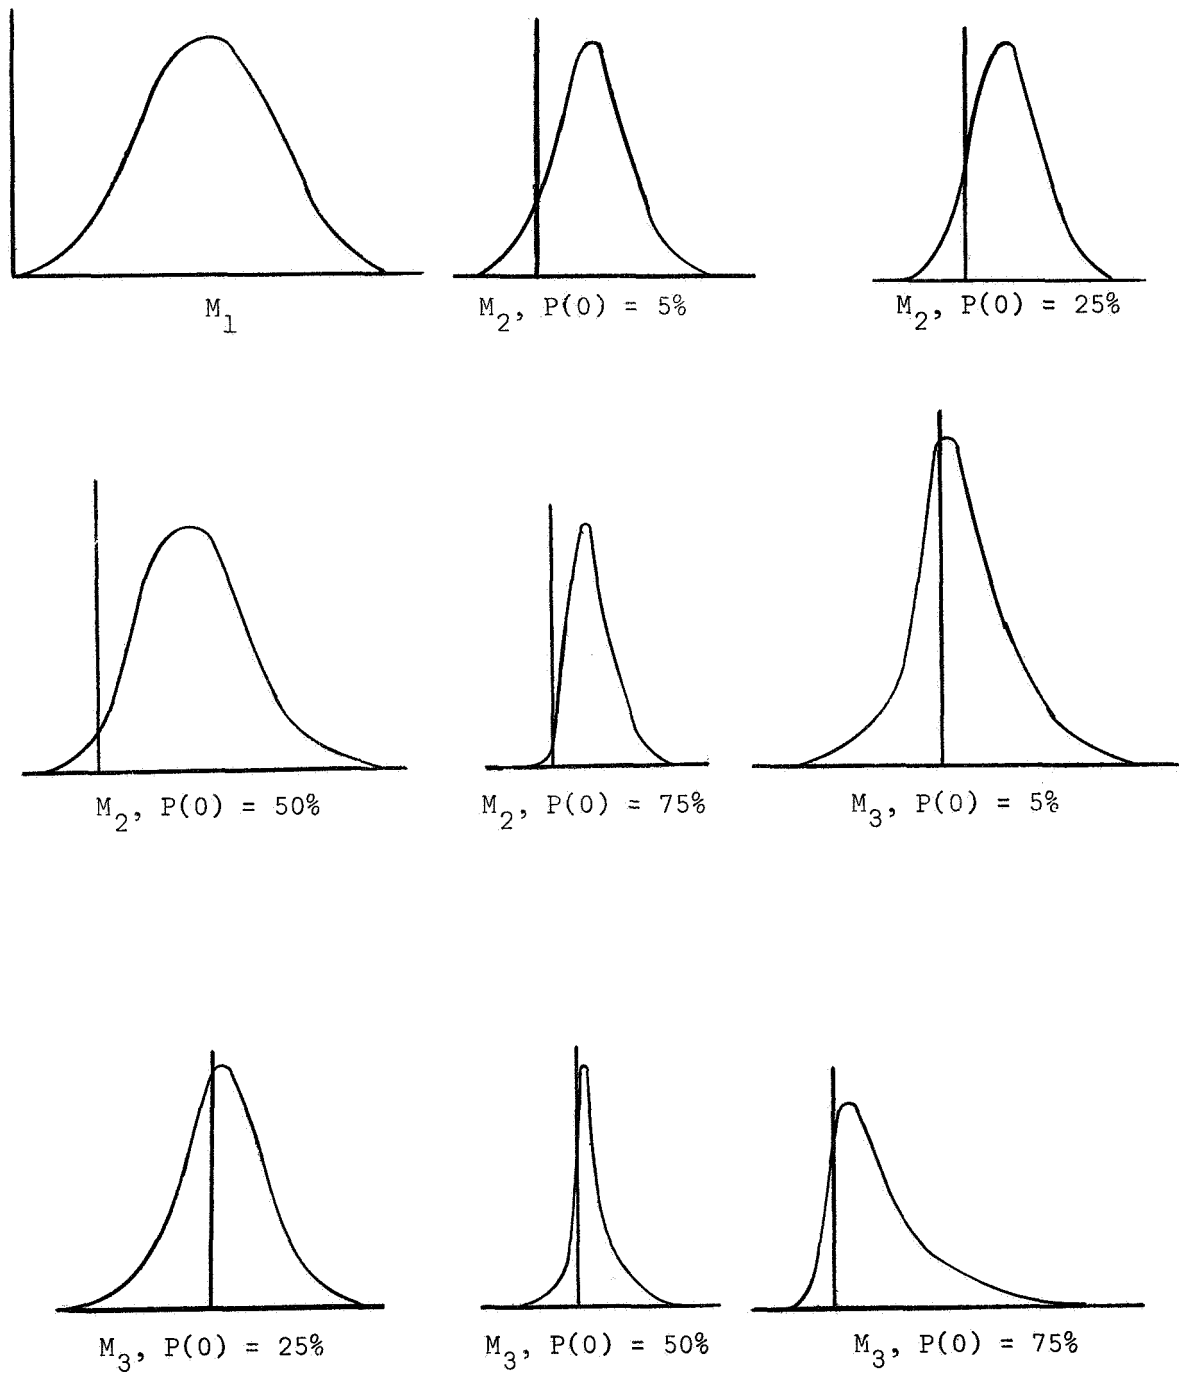 M₁
M₂, P(0) = 5%
M₂, P(0) = 25%
M₂, P(0) = 50%
M₂, P(0) = 75%
M₃, P(0) = 5%
M₃, P(0) = 25%
M₃, P(0) = 50%
M₃, P(0) = 75%